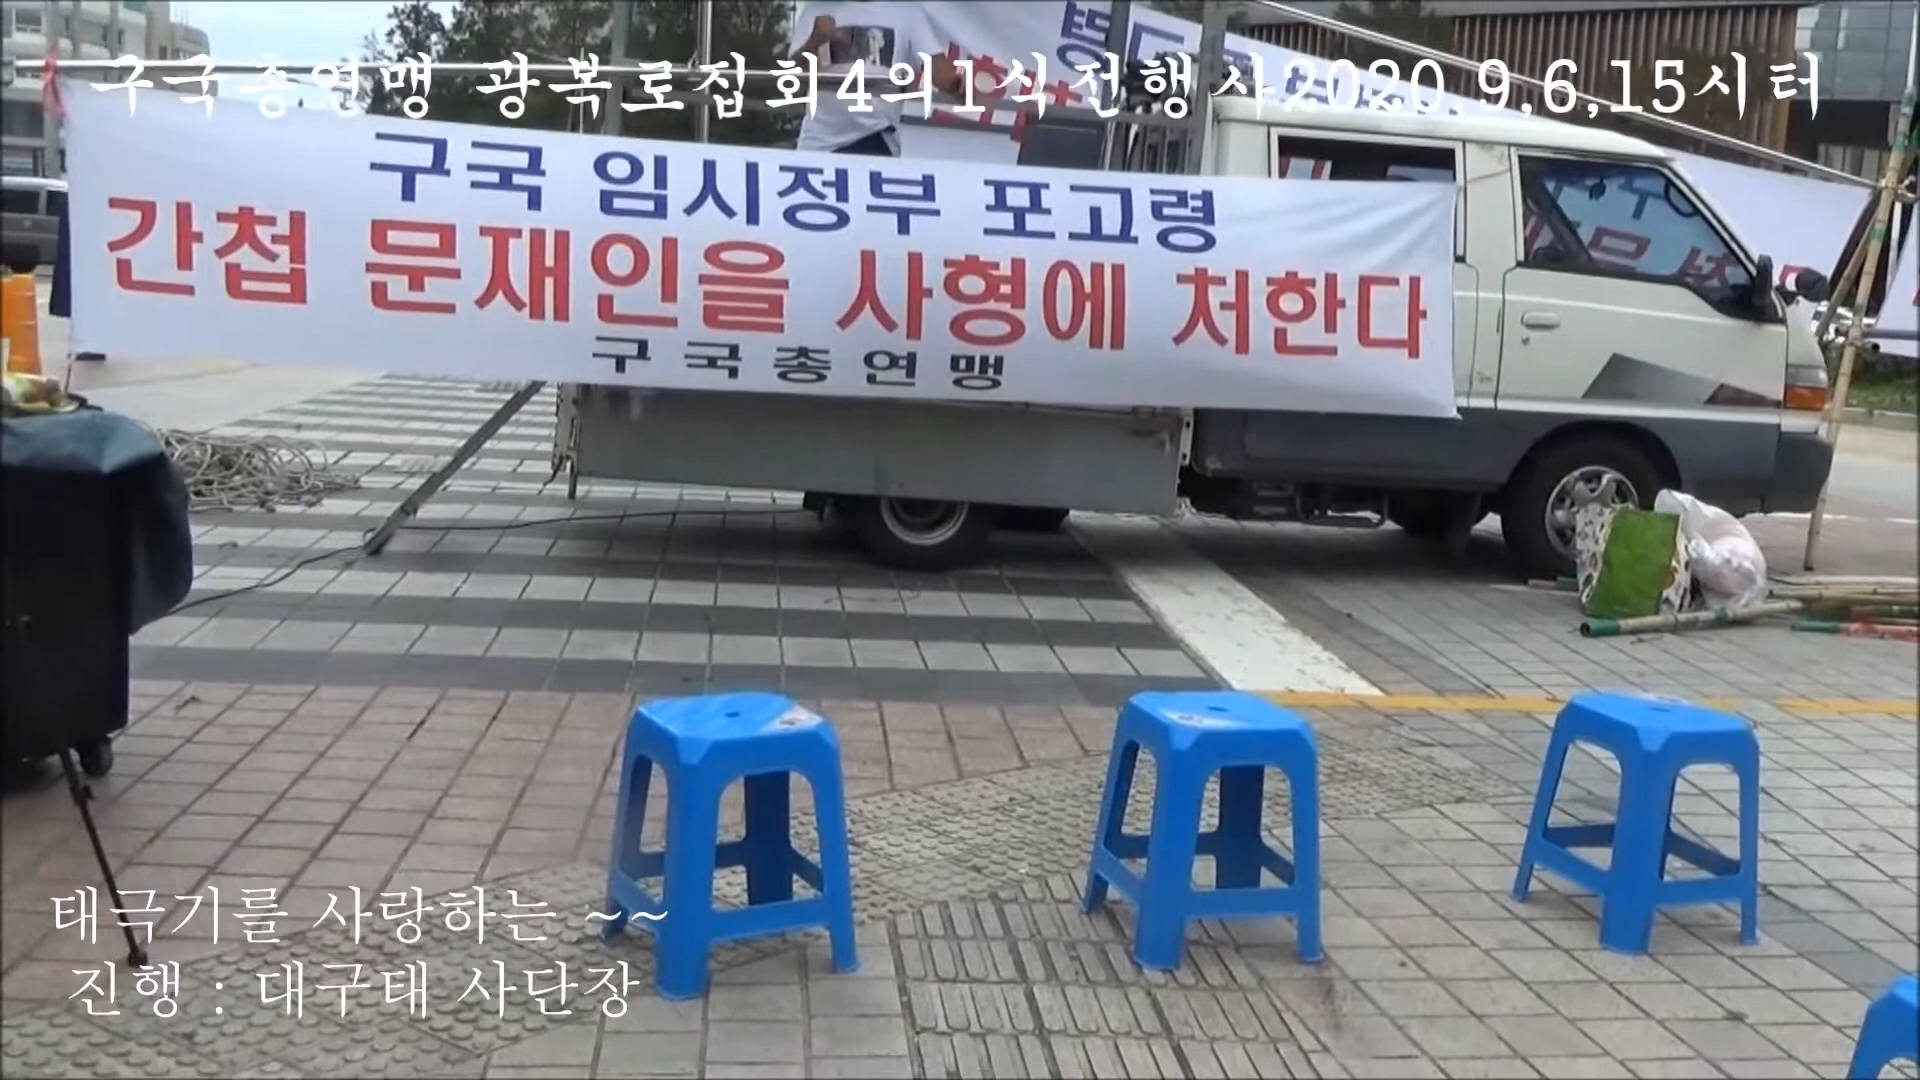 구국총연맹 광복로집회4의1식전행사2020.9.6,15시터
구국 임시정부 포고령
간첩 문재인을 사형에 처한다
구국총연맹
태극기를 사랑하는 ~~
진행 : 대구태 사단장